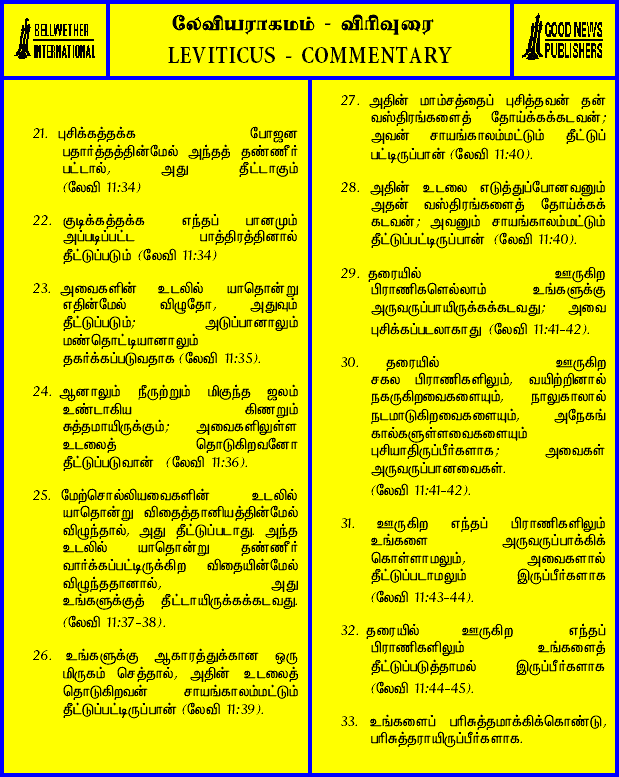 BELLWETHER
INTERNATIONAL
லேவியராகமம் - விரிவுரை
LEVITICUS - COMMENTARY
GOOD NEWS
PUBLISHERS
21. புசிக்கத்தக்க போஜன
பதார்த்தத்தின்மேல் அந்தத் தண்ணீர்
பட்டால், அது தீட்டாகும்
(லேவி 11:34)
22. குடிக்கத்தக்க எந்தப் பானமும்
அப்படிப்பட்ட பாத்திரத்தினால்
தீட்டுப்படும் (லேவி 11:34)
23. அவைகளின் உடலில் யாதொன்று
எதின்மேல் விழுதோ, அதுவும்
தீட்டுப்படும்; அடுப்பானாலும்
மண்தொட்டியானாலும்
தகர்க்கப்படுவதாக (லேவி 11:35).
24. ஆனாலும் நீரூற்றும் மிகுந்த ஜலம்
உண்டாகிய கிணறும்
சுத்தமாயிருக்கும்; அவைகளிலுள்ள
உடலைத் தொடுகிறவனோ
தீட்டுப்படுவான் (லேவி 11:36).
25. மேற்சொல்லியவைகளின் உடலில்
யாதொன்று விதைத்தானியத்தின்மேல்
விழுந்தால், அது தீட்டுப்படாது. அந்த
உடலில் யாதொன்று தண்ணீர்
வார்க்கப்பட்டிருக்கிற விதையின்மேல்
விழுந்ததானால், அது
உங்களுக்குத் தீட்டாயிருக்கக்கடவது.
(லேவி 11:37-38).
26. உங்களுக்கு ஆகாரத்துக்கான ஒரு
மிருகம் செத்தால், அதின் உடலைத்
தொடுகிறவன் சாயங்காலம்மட்டும்
தீட்டுப்பட்டிருப்பான் (லேவி 11:39).
27. அதின் மாம்சத்தைப் புசித்தவன் தன்
வஸ்திரங்களைத் தோய்க்கக்கடவன்;
அவன் சாயங்காலம்மட்டும் தீட்டுப்
பட்டிருப்பான் (லேவி 11:40).
28. அதின் உடலை எடுத்துப்போனவனும்
அதன் வஸ்திரங்களைத் தோய்க்கக்
கடவன்; அவனும் சாயங்காலம்மட்டும்
தீட்டுப்பட்டிருப்பான் (லேவி 11:40).
29. தரையில் ஊருகிற
பிராணிகளெல்லாம் உங்களுக்கு
அருவருப்பாயிருக்கக்கடவது; அவை
புசிக்கப்படலாகாது (லேவி 11:41-42).
30. தரையில் ஊருகிற
சகல பிராணிகளிலும், வயிற்றினால்
நகருகிறவைகளையும், நாலுகாலால்
நடமாடுகிறவைகளையும், அநேகங்
கால்களுள்ளவைகளையும்
புசியாதிருப்பீர்களாக; அவைகள்
அருவருப்பானவைகள்.
(லேவி 11:41-42).
31. ஊருகிற எந்தப் பிராணிகளிலும்
உங்களை அருவருப்பாக்கிக்
கொள்ளாமலும், அவைகளால்
தீட்டுப்படாமலும் இருப்பீர்களாக
(லேவி 11:43-44).
32. தரையில் ஊருகிற எந்தப்
பிராணிகளிலும் உங்களைத்
தீட்டுப்படுத்தாமல் இருப்பீர்களாக
(லேவி 11:44-45).
33. உங்களைப் பரிசுத்தமாக்கிக்கொண்டு,
பரிசுத்தராயிருப்பீர்களாக.